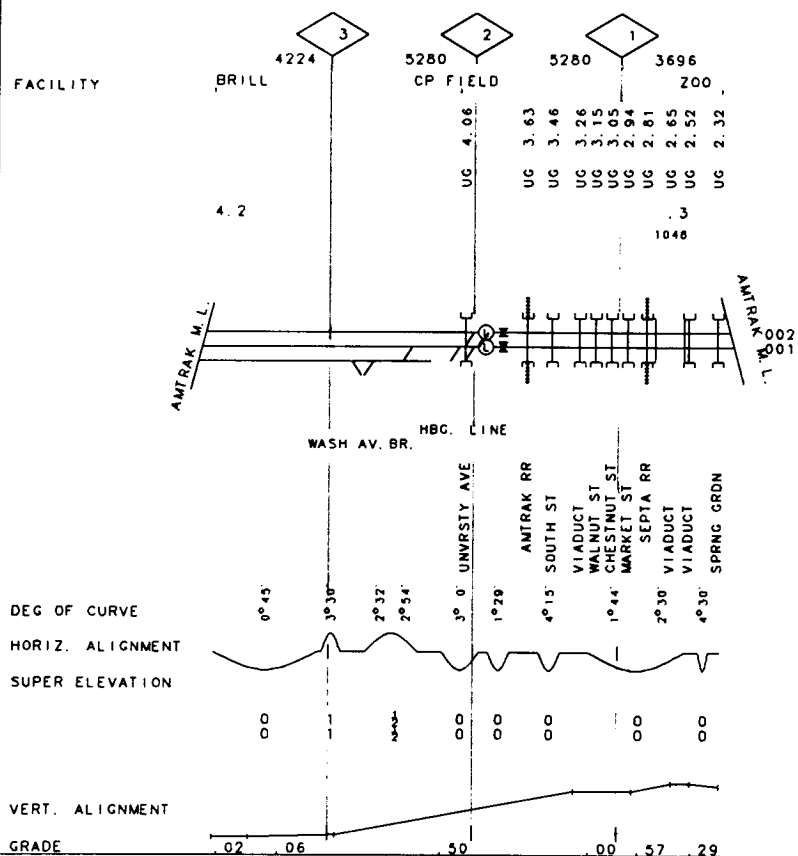 3 2 1
4224 5280 5280 3696
FACILITY BRILL CP FIELD ZOO
UG 4.06
UG 3.63
UG 3.46
UG 3.26
UG 3.15
UG 3.05
UG 2.94
UG 2.81
UG 2.65
UG 2.52
UG 2.32
4.2 .3
1048
AMTRAK M.L.
AMTRAK M.L.
002
001
HBG. LINE
WASH AV. BR.
UNVRSTY AVE
AMTRAK RR
SOUTH ST
VIADUCT
WALNUT ST
CHESTNUT ST
MARKET ST
SEPTA RR
VIADUCT
VIADUCT
SPRNG GRDN
DEG OF CURVE 0°45' 3°30' 2°32' 2°54' 3°0' 1°29' 4°15' 1°44' 2°30' 4°30'
HORIZ. ALIGNMENT
SUPER ELEVATION
0 1 0 0 0 0 0
0 1 0 0 0 0 0
VERT. ALIGNMENT
GRADE .02 .06 .50 .00 .57 .29